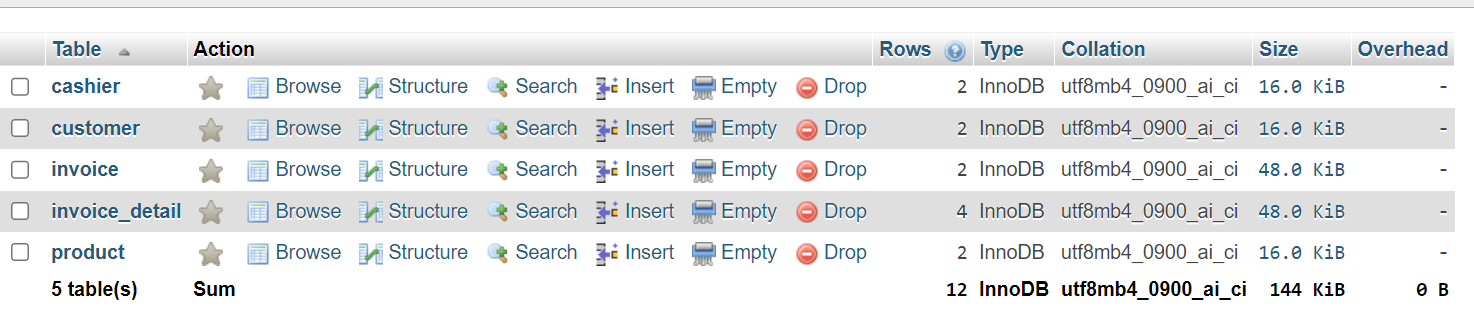 Table Action Rows Type Collation Size Overhead
cashier Browse Structure Search Insert Empty Drop 2 InnoDB utf8mb4_0900_ai_ci 16.0 KiB -
customer Browse Structure Search Insert Empty Drop 2 InnoDB utf8mb4_0900_ai_ci 16.0 KiB -
invoice Browse Structure Search Insert Empty Drop 2 InnoDB utf8mb4_0900_ai_ci 48.0 KiB -
invoice_detail Browse Structure Search Insert Empty Drop 4 InnoDB utf8mb4_0900_ai_ci 48.0 KiB -
product Browse Structure Search Insert Empty Drop 2 InnoDB utf8mb4_0900_ai_ci 16.0 KiB -
5 table(s) Sum 12 InnoDB utf8mb4_0900_ai_ci 144 KiB 0 B